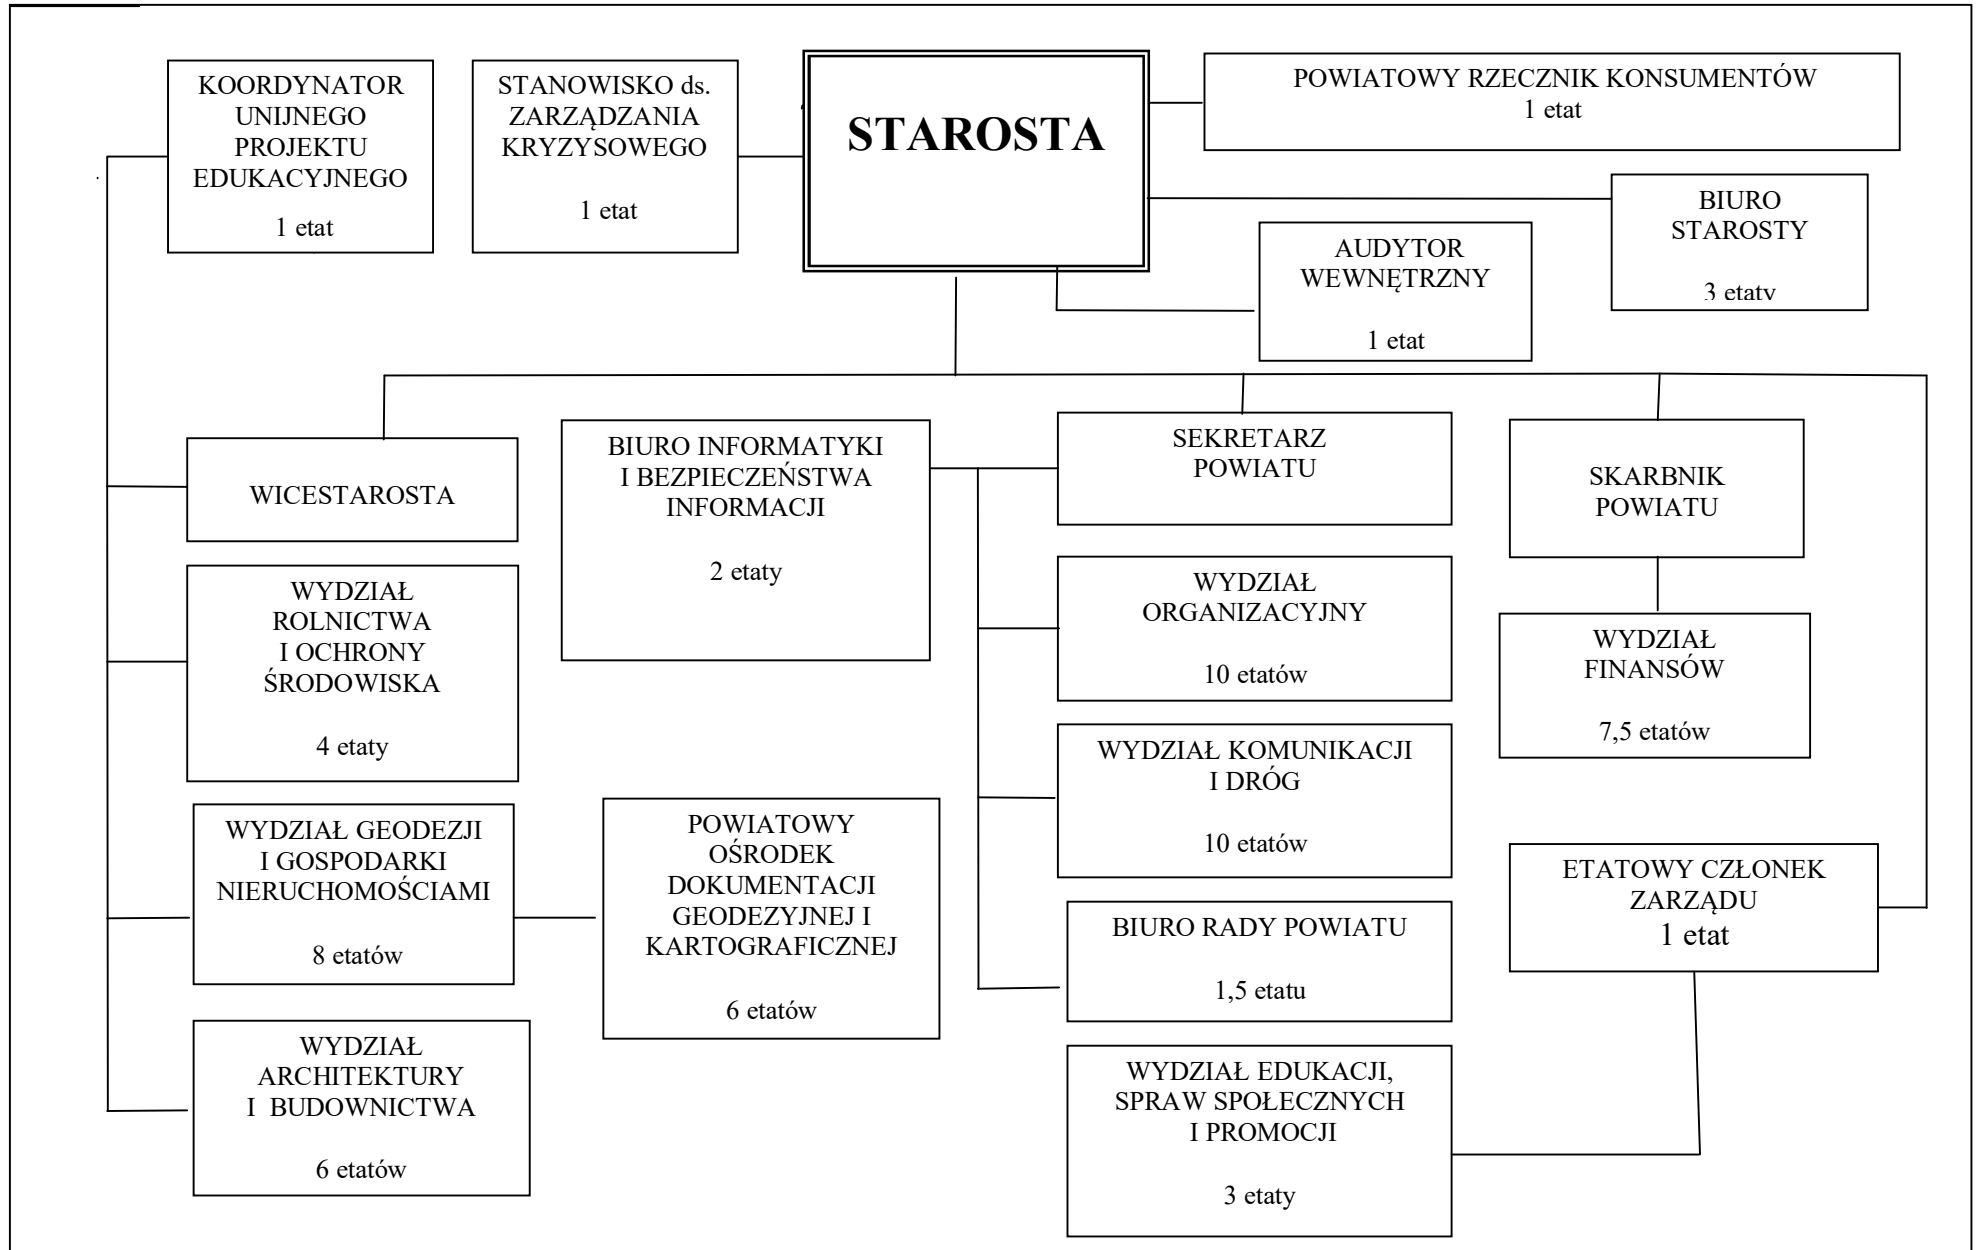 KOORDYNATOR
UNIJNEGO
PROJEKTU
EDUKACYJNEGO
1 etat
STANOWISKO ds.
ZARZĄDZANIA
KRYZYSOWEGO
1 etat
STAROSTA
POWIATOWY RZECZNIK KONSUMENTÓW
1 etat
BIURO
STAROSTY
3 etaty
AUDYTOR
WEWNĘTRZNY
1 etat
WICESTAROSTA
BIURO INFORMATYKI
I BEZPIECZEŃSTWA
INFORMACJI
2 etaty
SEKRETARZ
POWIATU
SKARBNIK
POWIATU
WYDZIAŁ
ROLNICTWA
I OCHRONY
ŚRODOWISKA
4 etaty
WYDZIAŁ
ORGANIZACYJNY
10 etatów
WYDZIAŁ
FINANSÓW
7,5 etatów
WYDZIAŁ KOMUNIKACJI
I DRÓG
10 etatów
WYDZIAŁ GEODEZJI
I GOSPODARKI
NIERUCHOMOŚCIAMI
8 etatów
POWIATOWY
OŚRODEK
DOKUMENTACJI
GEODEZYJNEJ I
KARTOGRAFICZNEJ
6 etatów
BIURO RADY POWIATU
1,5 etatu
ETATOWY CZŁONEK
ZARZĄDU
1 etat
WYDZIAŁ
ARCHITEKTURY
I BUDOWNICTWA
6 etatów
WYDZIAŁ EDUKACJI,
SPRAW SPOŁECZNYCH
I PROMOCJI
3 etaty